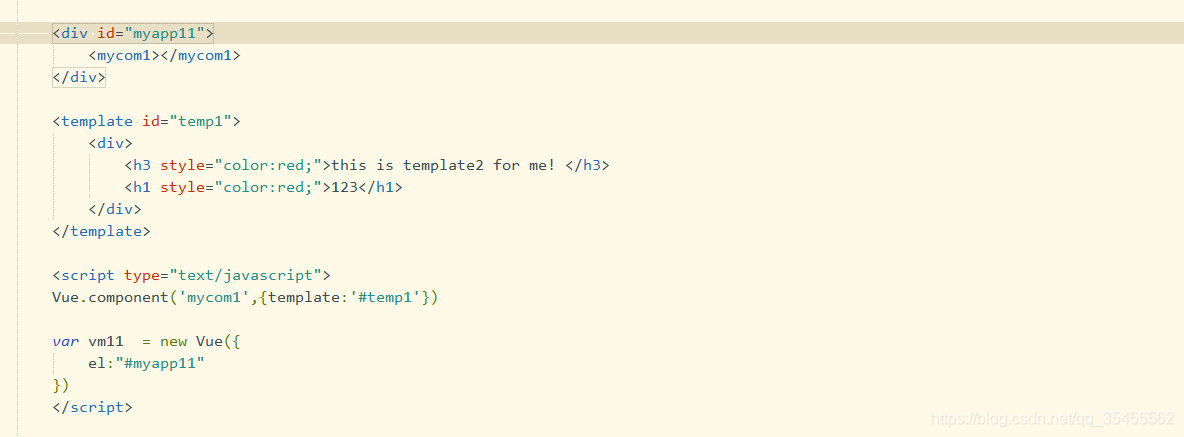 <div id="myapp11">
<mycom1></mycom1>
</div>
<template id="temp1">
<div>
<h3 style="color:red;">this is template2 for me! </h3>
<h1 style="color:red;">123</h1>
</div>
</template>
<script type="text/javascript">
Vue.component('mycom1',{template:'#temp1'})
var vm11  = new Vue({
el:"#myapp11"
})
</script>
https://blog.csdn.net/qq_35455562